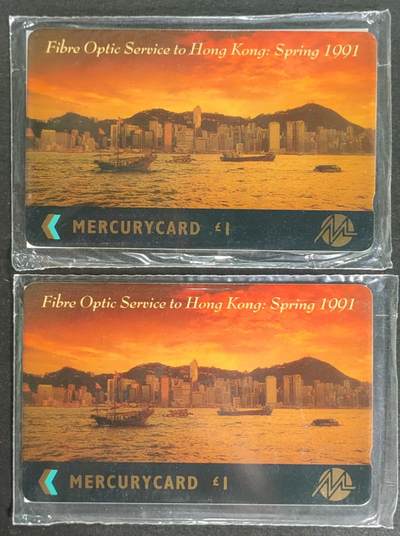 Fibre Optic Service to Hong Kong: Spring 1991
MERCURYCARD £1
Fibre Optic Service to Hong Kong: Spring 1991
MERCURYCARD £1